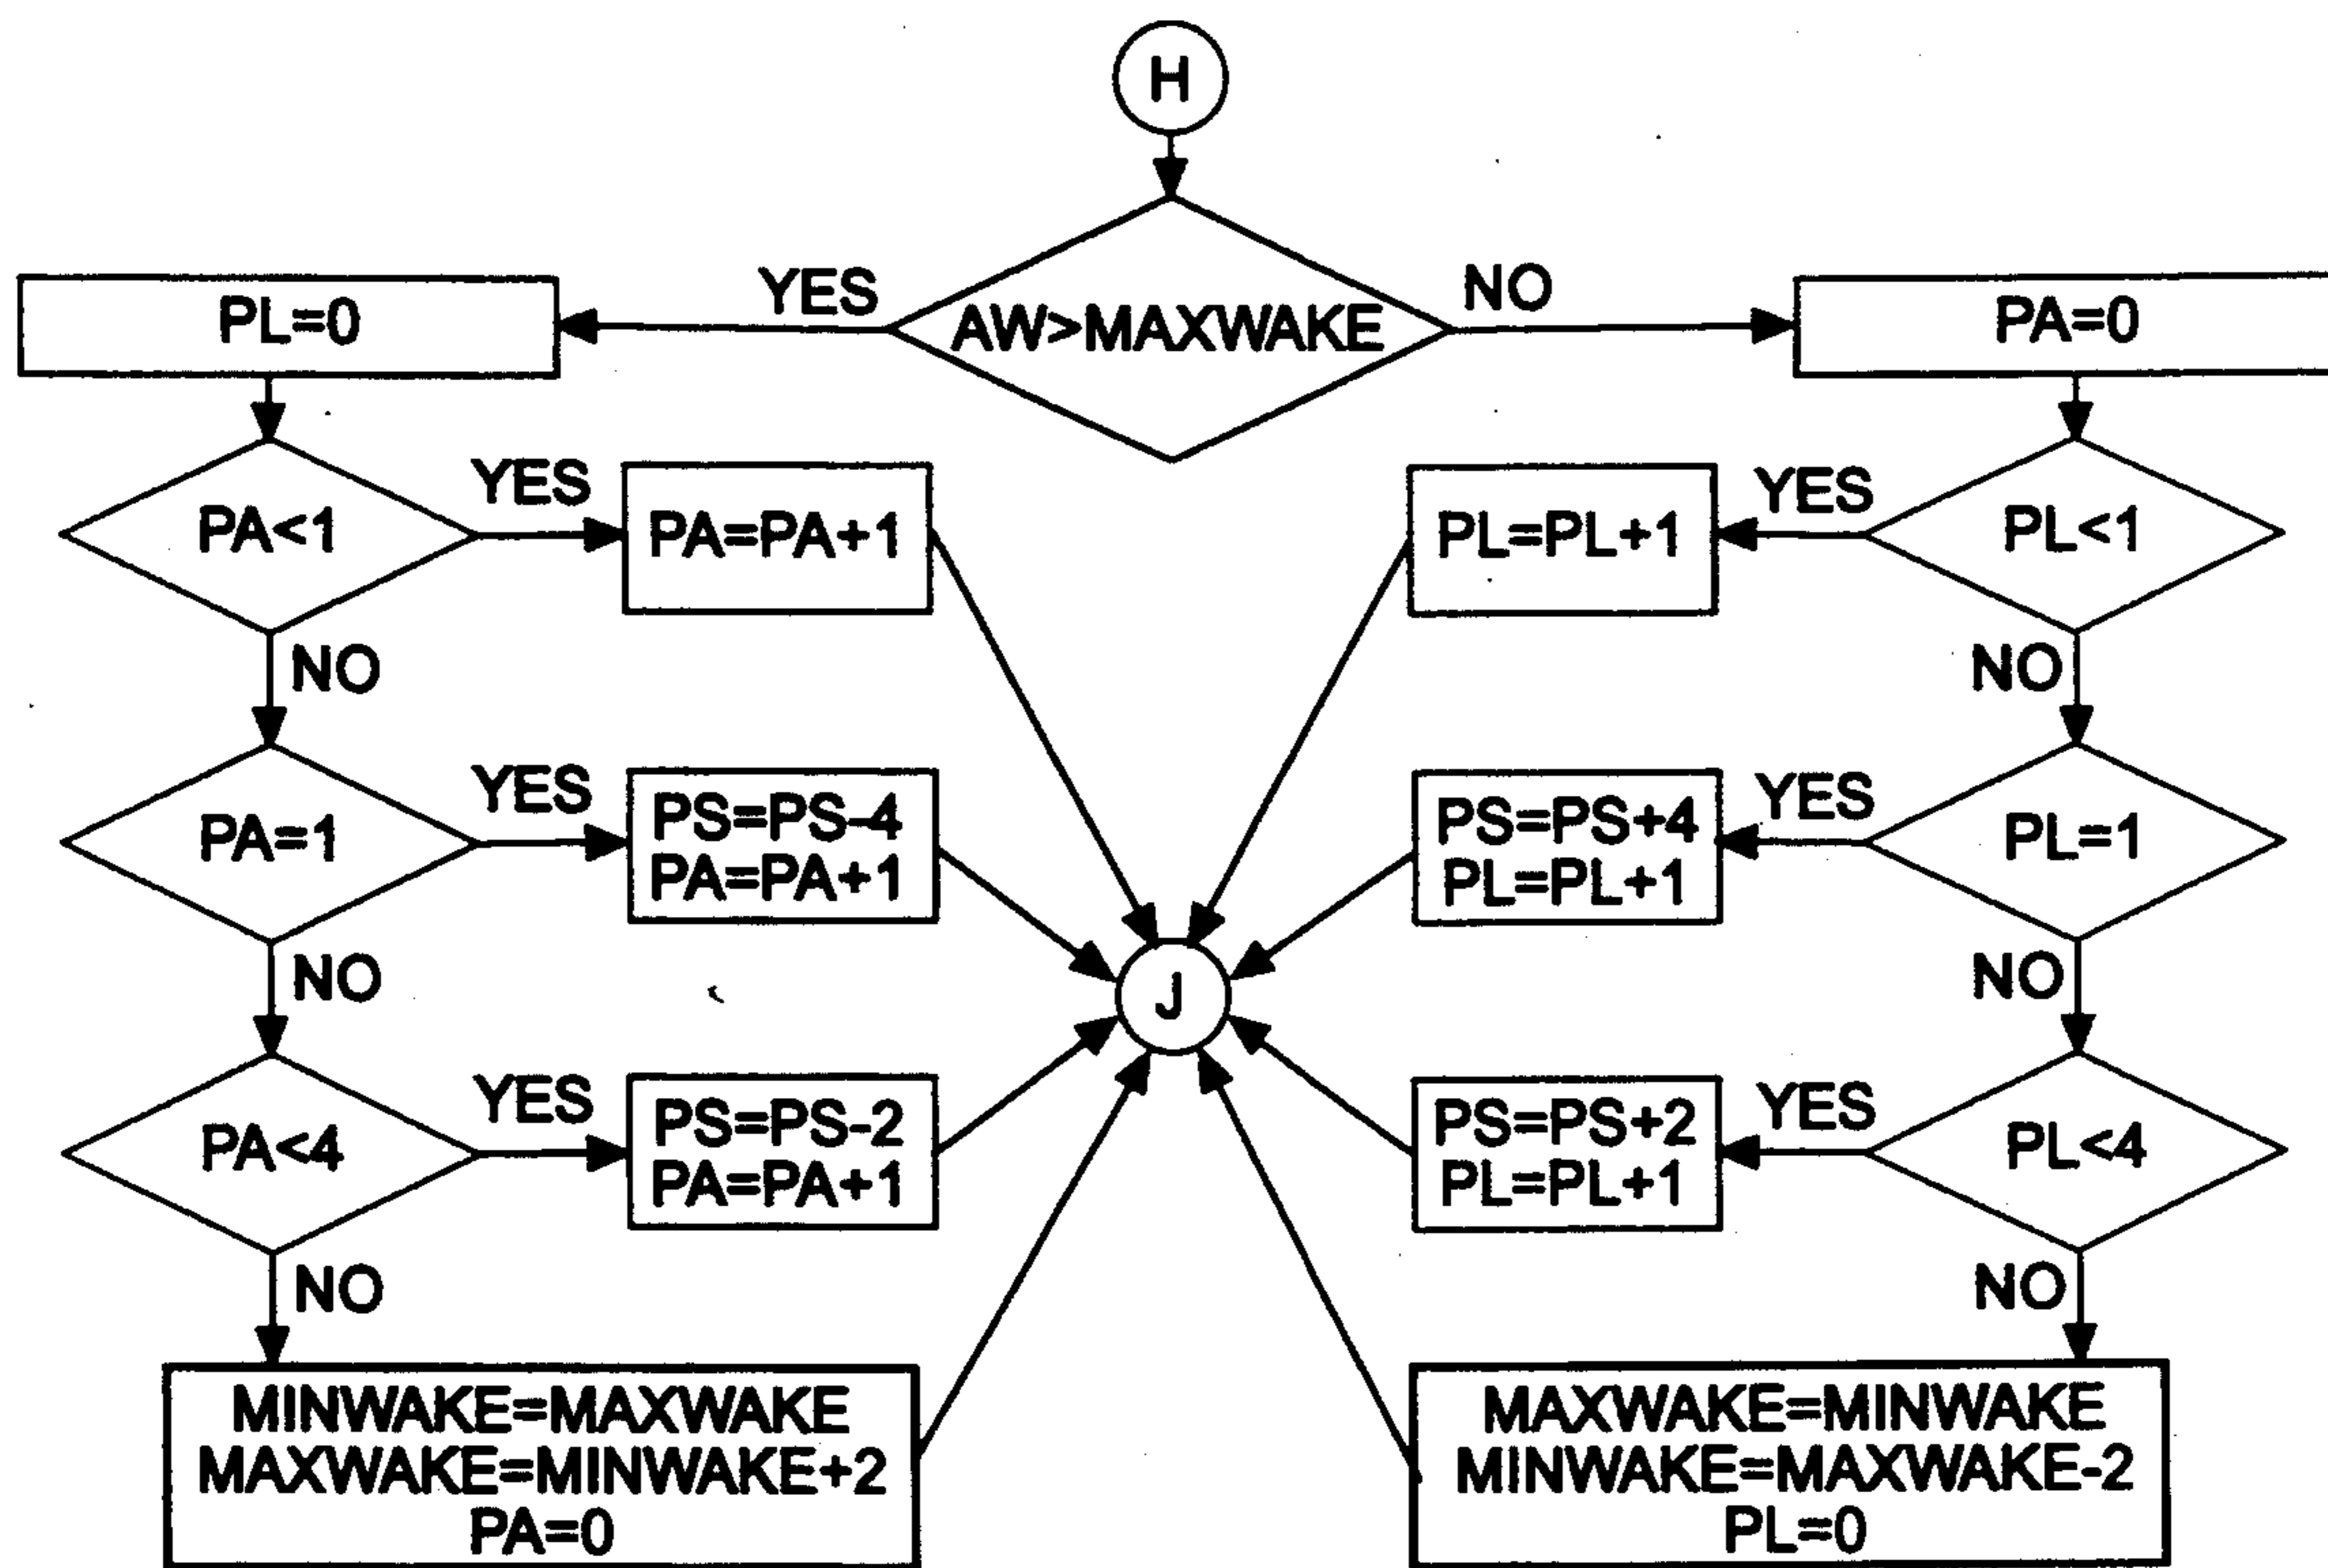 H
AW>MAXWAKE
YES
NO
PL=0
PA=0
PA<1
YES
PA=PA+1
PL=PL+1
YES
PL<1
NO
NO
PA=1
YES
PS=PS-4
PA=PA+1
PS=PS+4
PL=PL+1
YES
PL=1
NO
J
NO
PA<4
YES
PS=PS-2
PA=PA+1
PS=PS+2
PL=PL+1
YES
PL<4
NO
NO
MINWAKE=MAXWAKE
MAXWAKE=MINWAKE+2
PA=0
MAXWAKE=MINWAKE
MINWAKE=MAXWAKE-2
PL=0